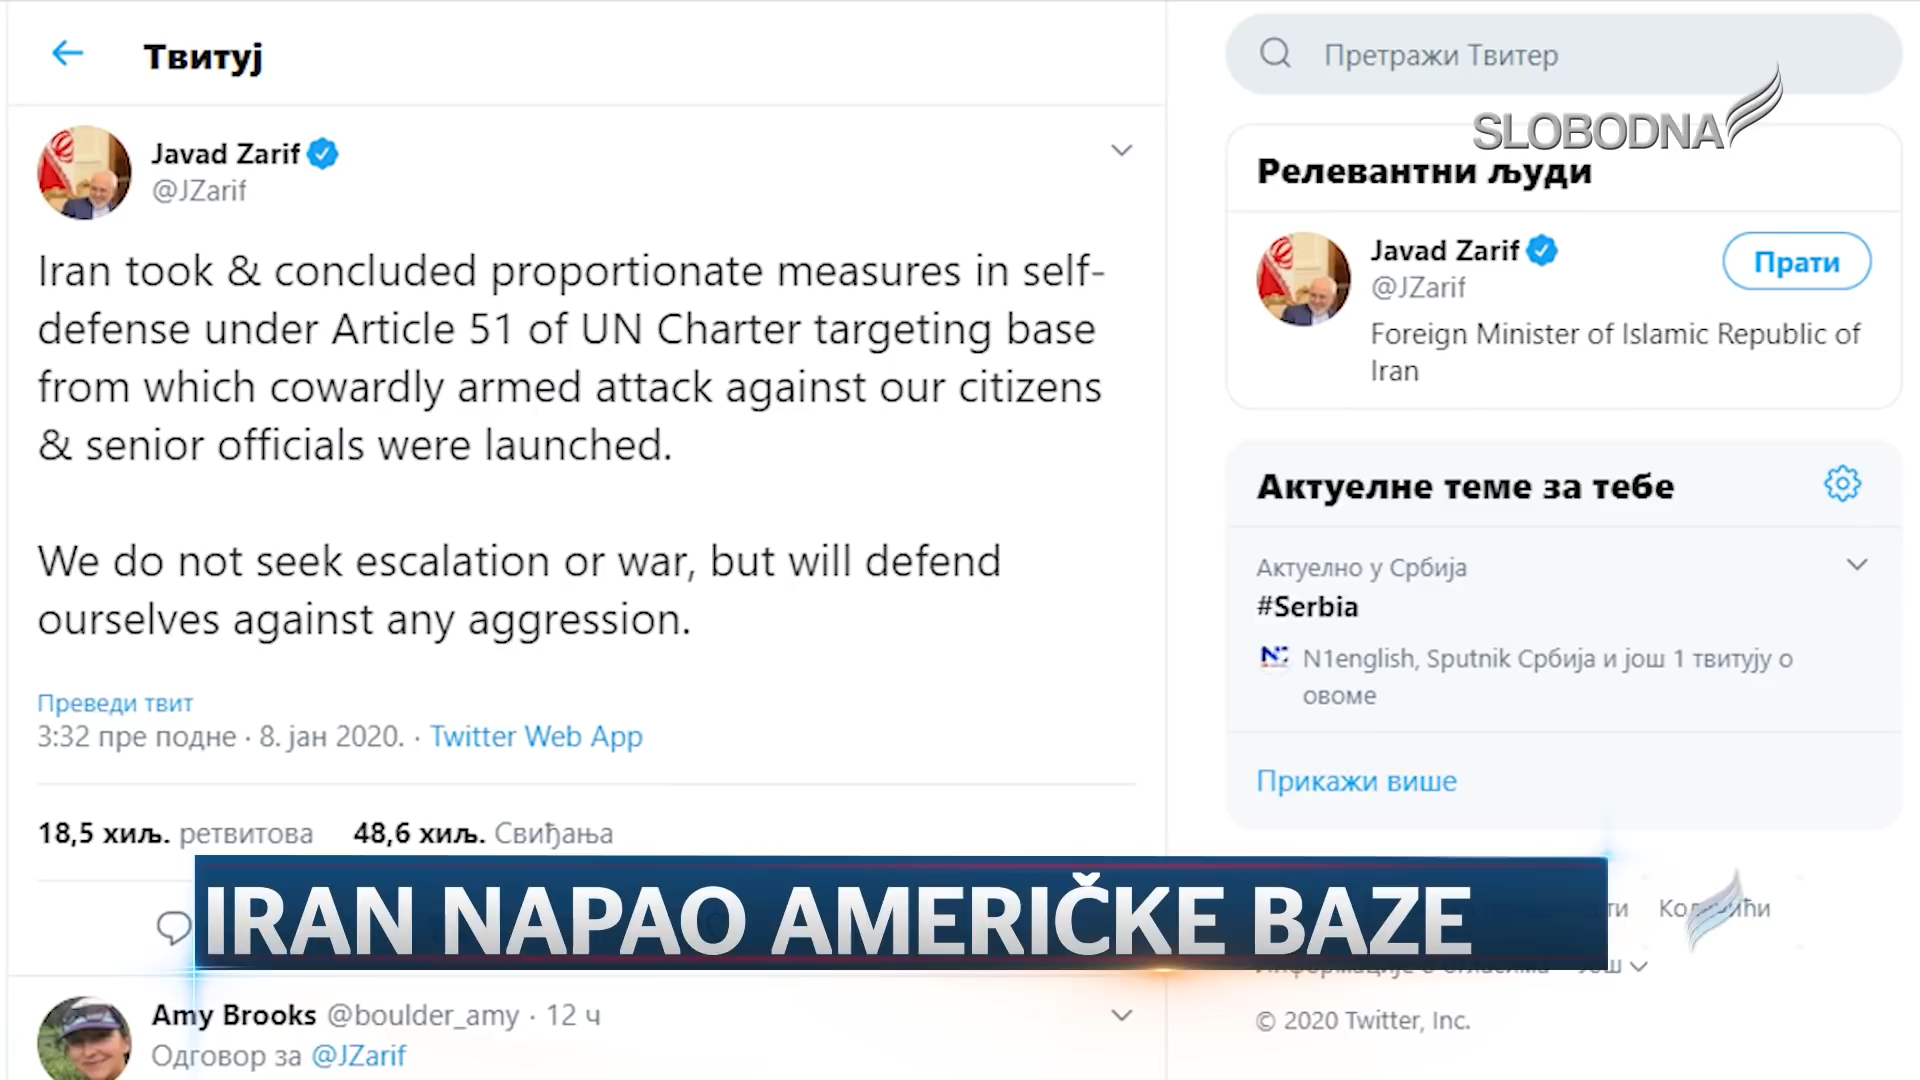 Твитуј
Javad Zarif
@JZarif
Iran took & concluded proportionate measures in self-
defense under Article 51 of UN Charter targeting base
from which cowardly armed attack against our citizens
& senior officials were launched.
We do not seek escalation or war, but will defend
ourselves against any aggression.
Преведи твит
3:32 пре подне · 8. јан 2020. · Twitter Web App
18,5 хиљ. ретвитова 48,6 хиљ. Свиђања
Amy Brooks @boulder_amy · 12 ч
Одговор за @JZarif
Претражи Твитер
SLOBODNA
Релевантни људи
Javad Zarif
@JZarif
Прати
Foreign Minister of Islamic Republic of
Iran
Актуелне теме за тебе
Актуелно у Србија
#Serbia
N1english, Sputnik Србија и још 1 твитују о
овоме
Прикажи више
© 2020 Twitter, Inc.
IRAN NAPAO AMERIČKE BAZE